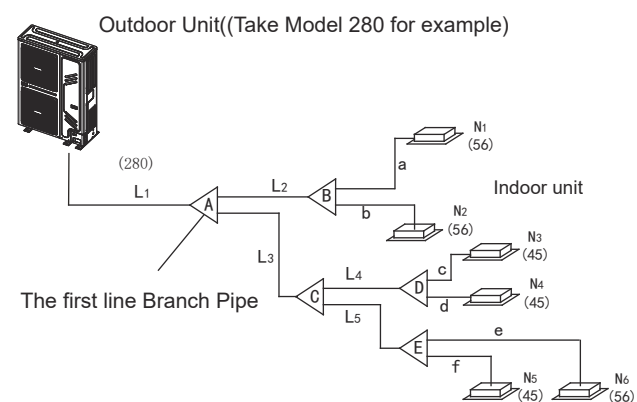 Outdoor Unit((Take Model 280 for example)
(280)
L1
A
L2
B
a
N1
(56)
b
N2
(56)
Indoor unit
L3
The first line Branch Pipe
C
L4
D
c
N3
(45)
d
N4
(45)
L5
E
e
f
N5
(45)
N6
(56)